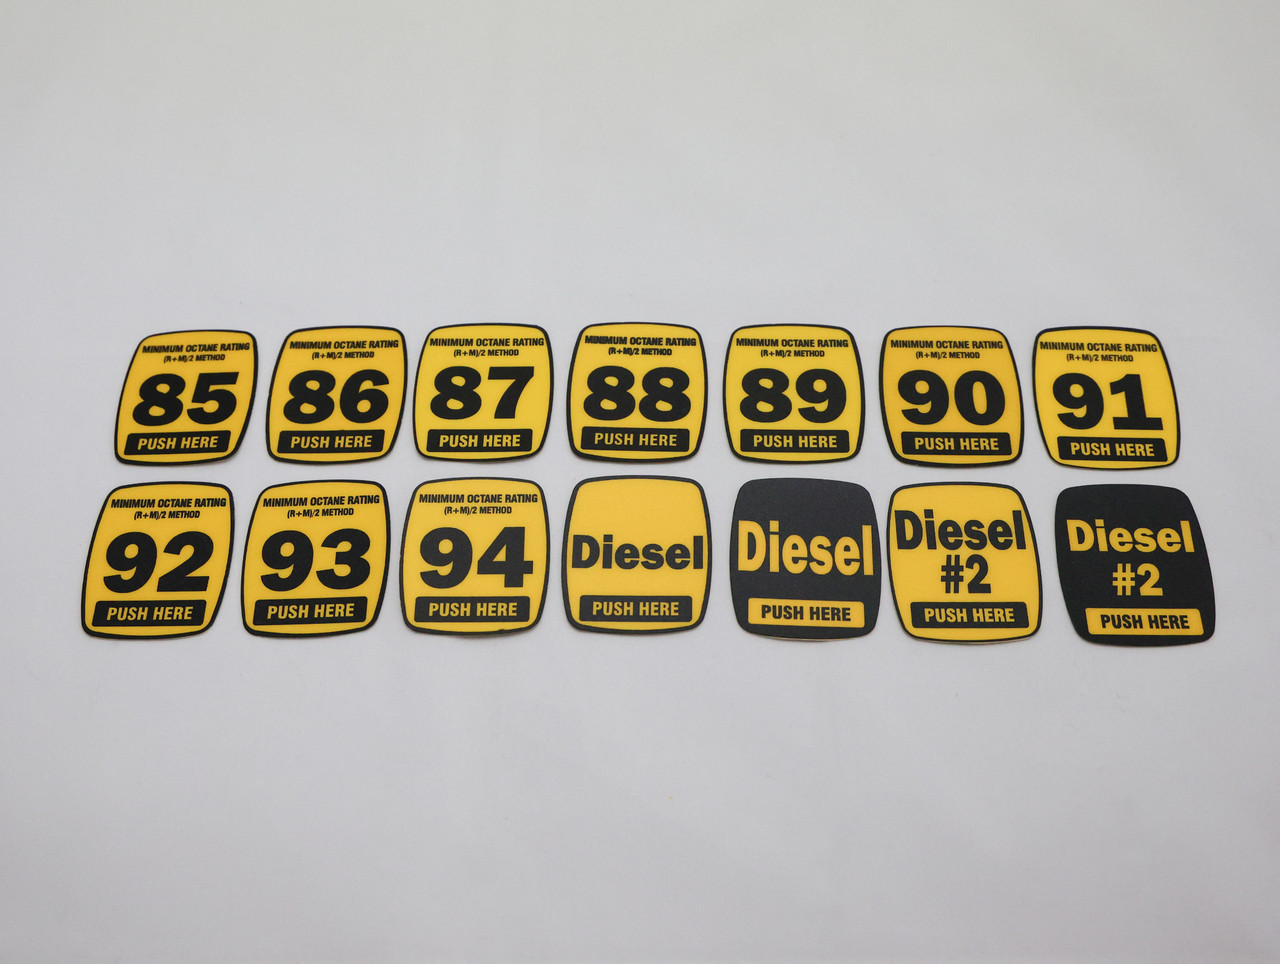 MINIMUM OCTANE RATING
(R+M)/2 METHOD
85
PUSH HERE
MINIMUM OCTANE RATING
(R+M)/2 METHOD
86
PUSH HERE
MINIMUM OCTANE RATING
(R+M)/2 METHOD
87
PUSH HERE
MINIMUM OCTANE RATING
(R+M)/2 METHOD
88
PUSH HERE
MINIMUM OCTANE RATING
(R+M)/2 METHOD
89
PUSH HERE
MINIMUM OCTANE RATING
(R+M)/2 METHOD
90
PUSH HERE
MINIMUM OCTANE RATING
(R+M)/2 METHOD
91
PUSH HERE
MINIMUM OCTANE RATING
(R+M)/2 METHOD
92
PUSH HERE
MINIMUM OCTANE RATING
(R+M)/2 METHOD
93
PUSH HERE
MINIMUM OCTANE RATING
(R+M)/2 METHOD
94
PUSH HERE
Diesel
PUSH HERE
Diesel
PUSH HERE
Diesel
#2
PUSH HERE
Diesel
#2
PUSH HERE